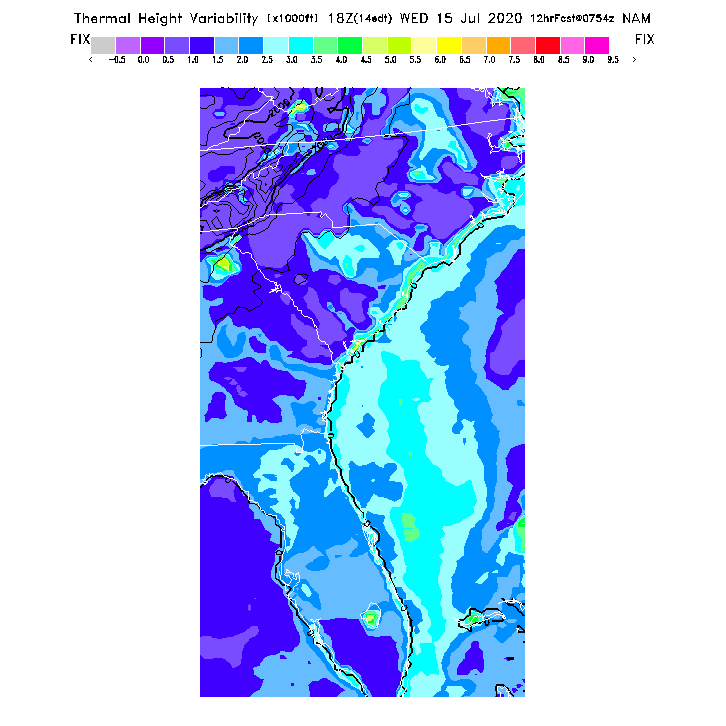 Thermal Height Variability [x1000ft] 18Z(14edt) WED 15 Jul 2020 12hrFcst@0754z NAM
FIX FIX
< -0.5 0.0 0.5 1.0 1.5 2.0 2.5 3.0 3.5 4.0 4.5 5.0 5.5 6.0 6.5 7.0 7.5 8.0 8.5 9.0 9.5 >